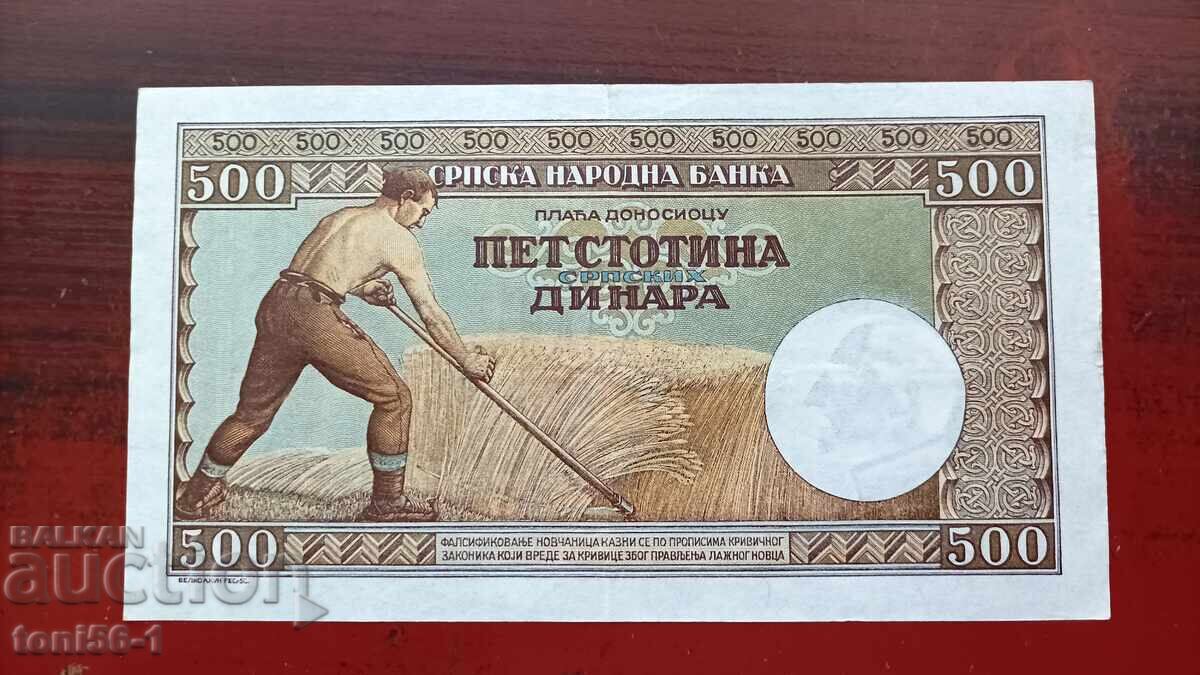 500 500 500 500 500 500 500 500 500 500
500 СРПСКА НАРОДНА БАНКА 500
ПЛАЋА ДОНОСИОЦУ
ПЕТ СТОТИНА
СРПСКИХ
ДИНАРА
500 500
ФАЛСИФИКОВАЊЕ НОВЧАНИЦА КАЗНИ СЕ ПО ПРОПИСИМА КРИВИЧНОГ
ЗАКОНИКА КОЈИ ВРЕДЕ ЗА КРИВИЦЕ ЗБОГ ПРАВЉЕЊА ЛАЖНОГ НОВЦА
BALKAN
auction
toni56-1